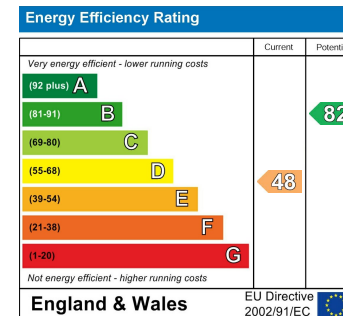 Energy Efficiency Rating
Current Potenti
Very energy efficient - lower running costs
(92 plus) A
(81-91) B
82
(69-80) C
(55-68) D
48
(39-54) E
(21-38) F
(1-20) G
Not energy efficient - higher running costs
England & Wales
EU Directive
2002/91/EC